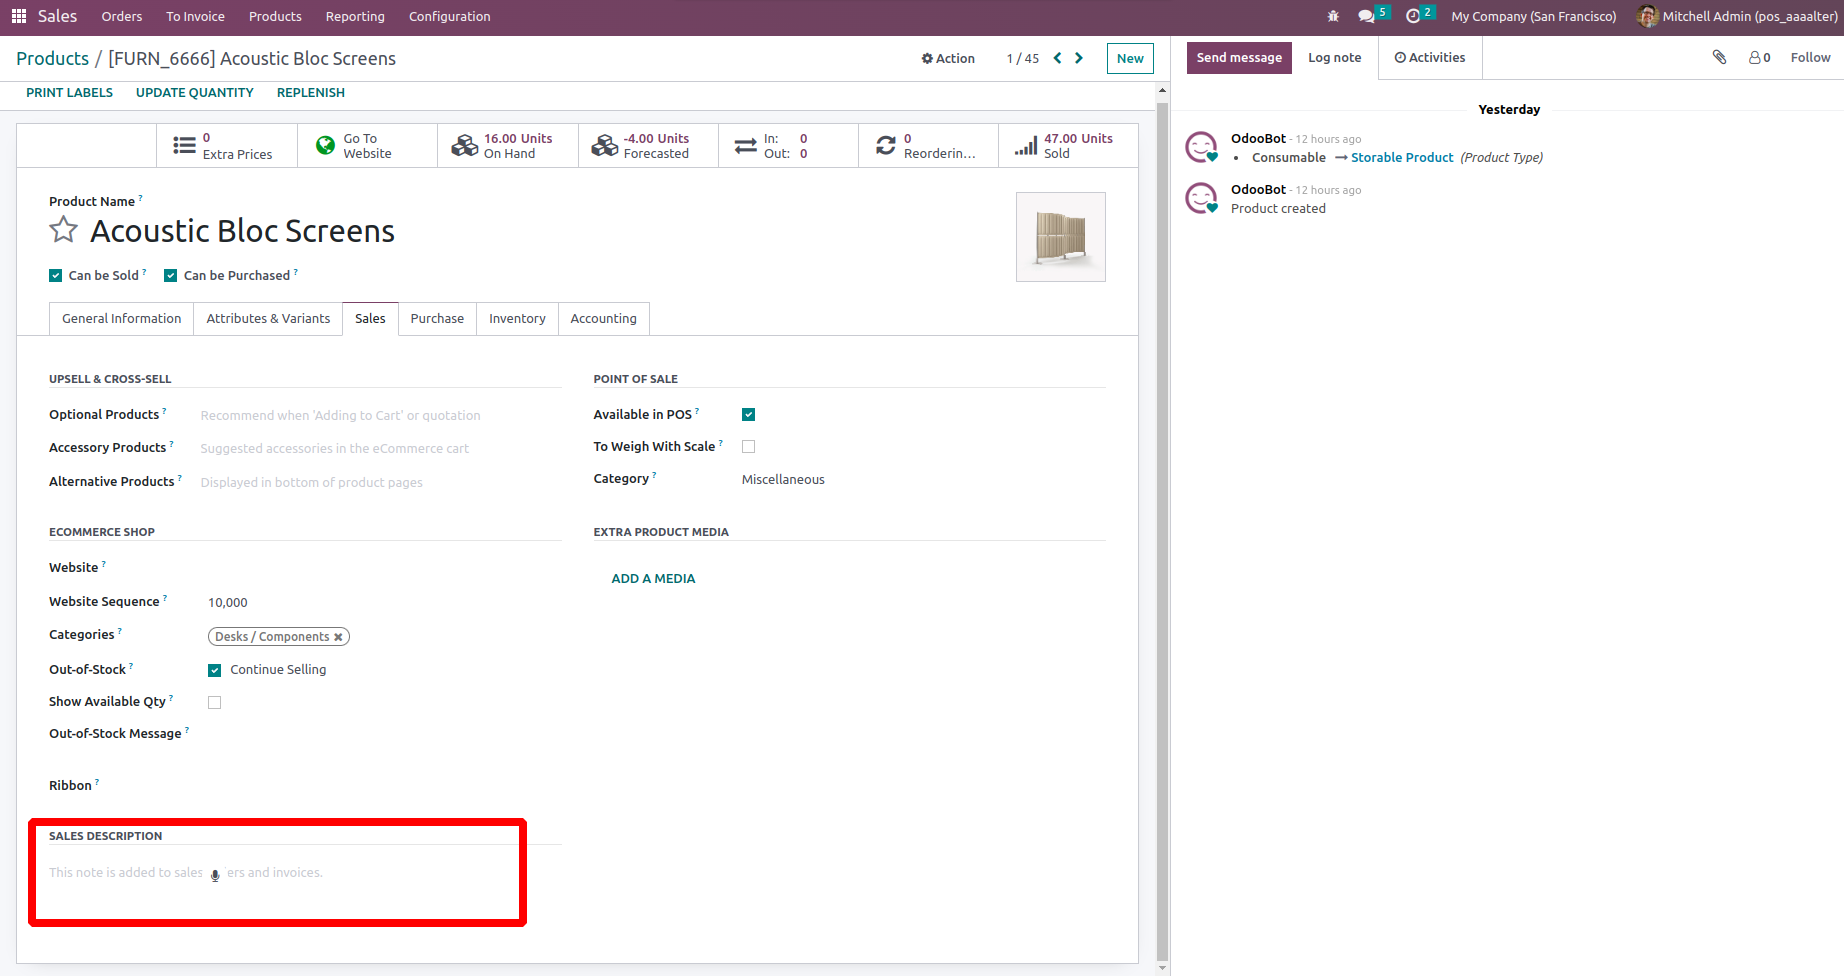 Sales Orders To Invoice Products Reporting Configuration 5 2 My Company (San Francisco) Mitchell Admin (pos_aaaalter)
Products / [FURN_6666] Acoustic Bloc Screens Action 1 / 45 New
PRINT LABELS UPDATE QUANTITY REPLENISH
0 Extra Prices
Go To Website
16.00 Units On Hand
-4.00 Units Forecasted
In: 0
Out: 0
0 Reorderin...
47.00 Units Sold
Product Name ?
Acoustic Bloc Screens
Can be Sold ? Can be Purchased ?
General Information Attributes & Variants Sales Purchase Inventory Accounting
UPSELL & CROSS-SELL
Optional Products ? Recommend when 'Adding to Cart' or quotation
Accessory Products ? Suggested accessories in the eCommerce cart
Alternative Products ? Displayed in bottom of product pages
POINT OF SALE
Available in POS ?
To Weigh With Scale ?
Category ? Miscellaneous
ECOMMERCE SHOP
Website ?
Website Sequence ? 10,000
Categories ? Desks / Components ✖
Out-of-Stock ? Continue Selling
Show Available Qty ?
Out-of-Stock Message ?
Ribbon ?
EXTRA PRODUCT MEDIA
ADD A MEDIA
SALES DESCRIPTION
This note is added to sales ers and invoices.
Send message Log note Activities 0 Follow
Yesterday
OdooBot - 12 hours ago
• Consumable → Storable Product (Product Type)
OdooBot - 12 hours ago
Product created